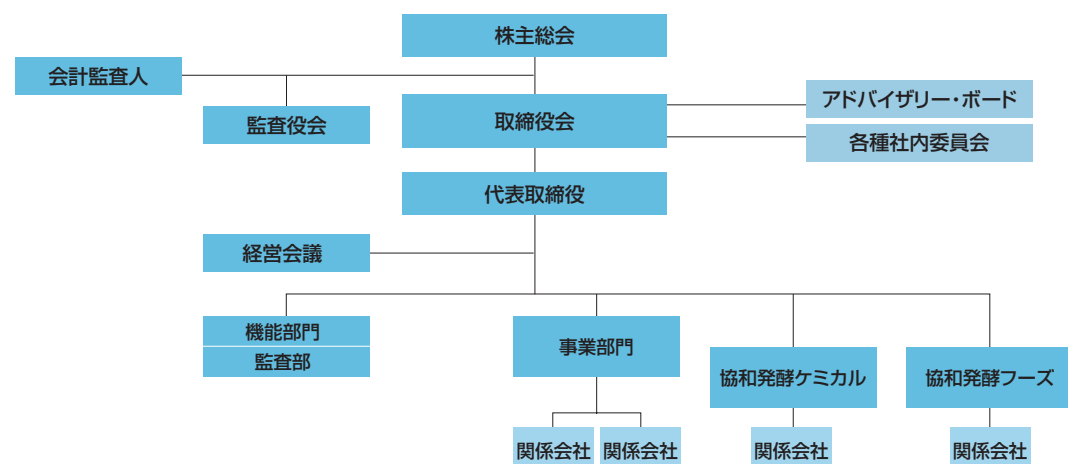 株主総会
会計監査人
監査役会
取締役会
アドバイザリー・ボード
各種社内委員会
代表取締役
経営会議
機能部門
監査部
事業部門
協和発酵ケミカル
協和発酵フーズ
関係会社
関係会社
関係会社
関係会社